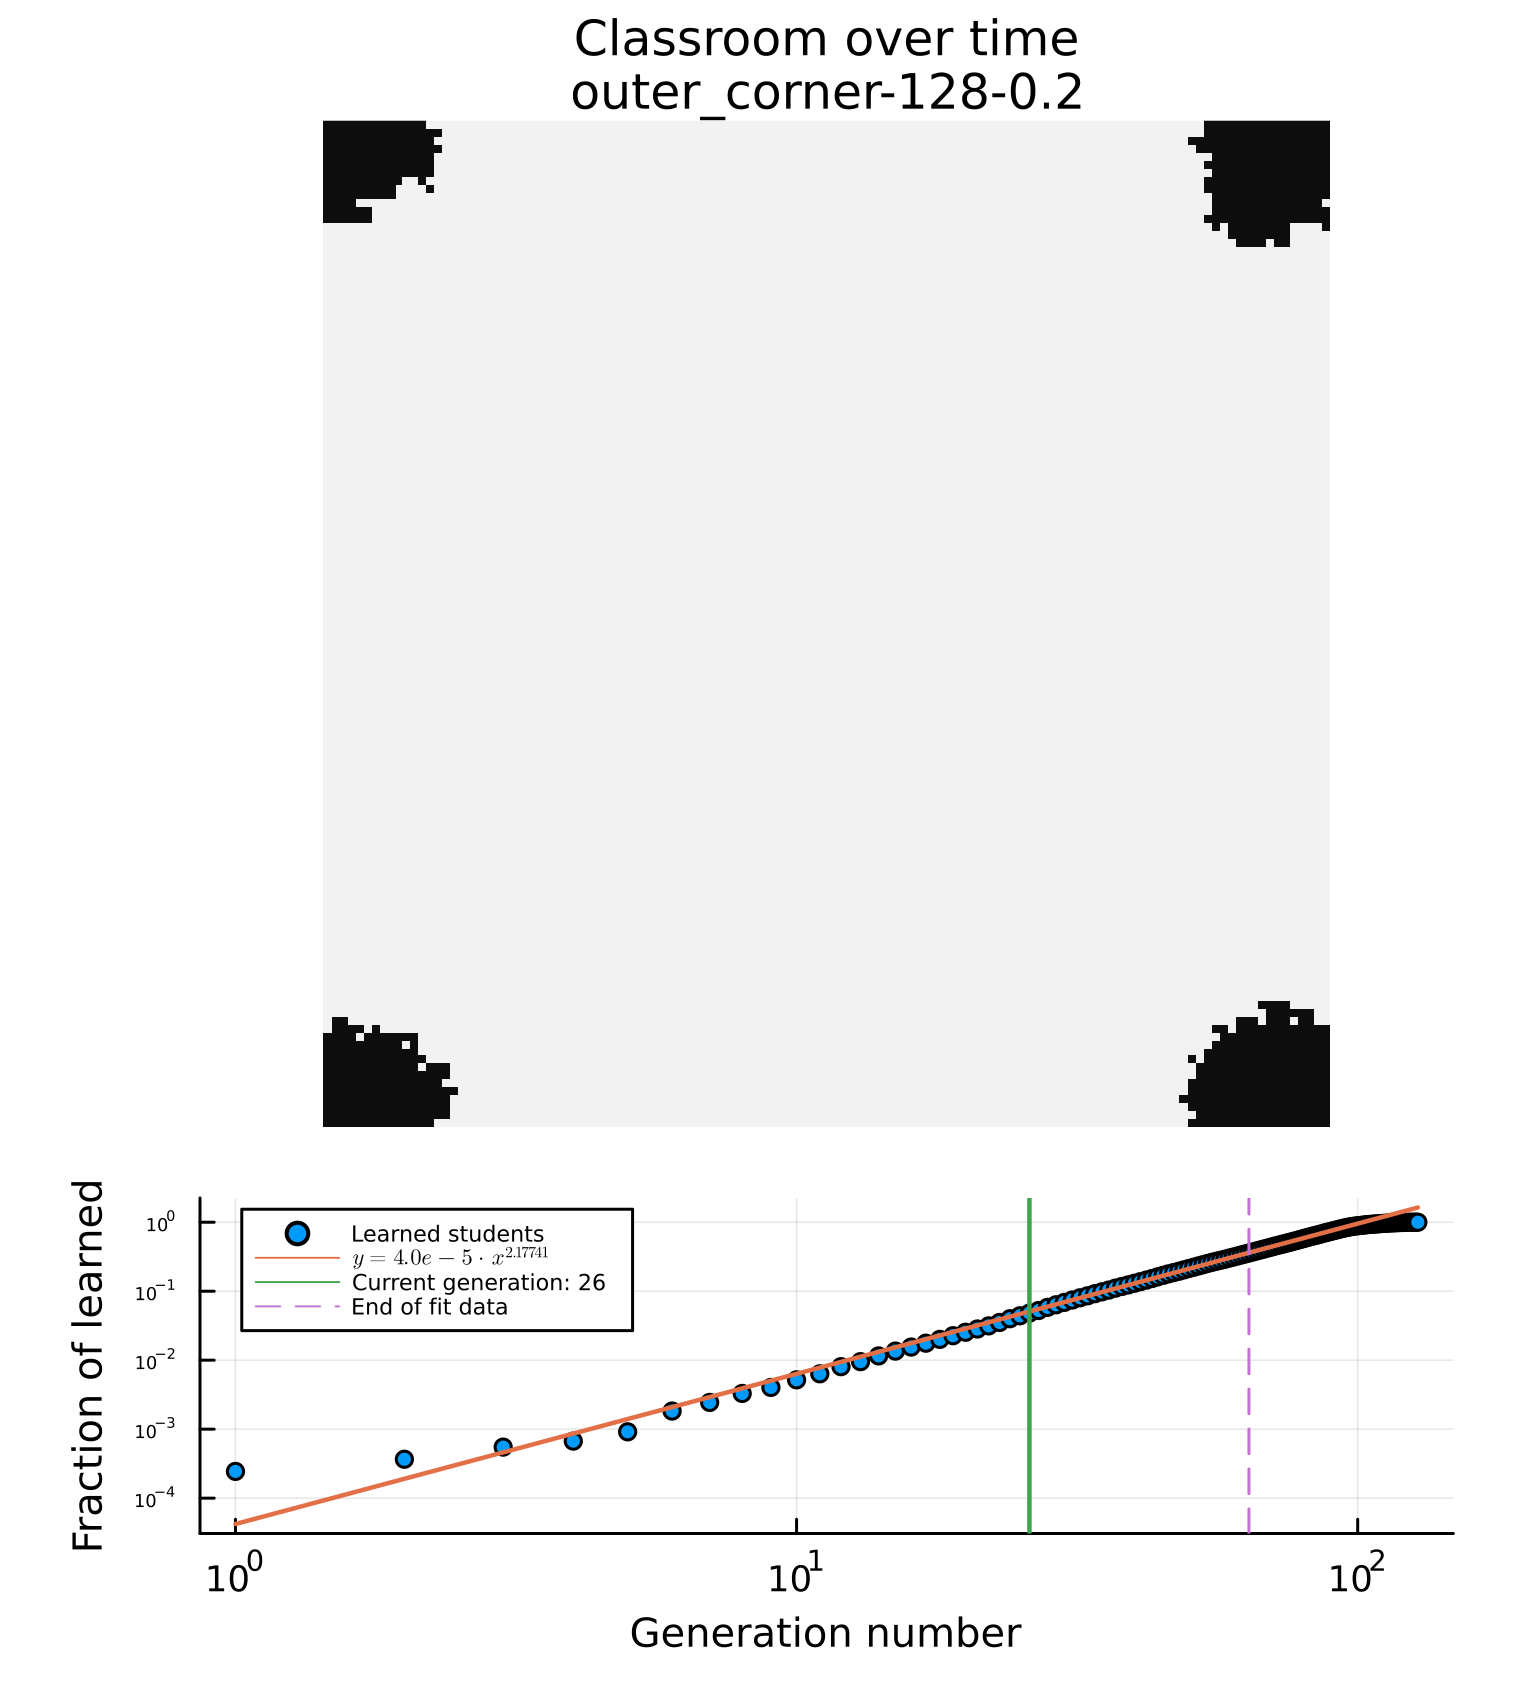 Classroom over time
outer_corner-128-0.2
Fraction of learned
10^0
10^-1
10^-2
10^-3
10^-4
Learned students
y = 4.0e − 5 · x^2.17741
Current generation: 26
End of fit data
10^0
10^1
10^2
Generation number